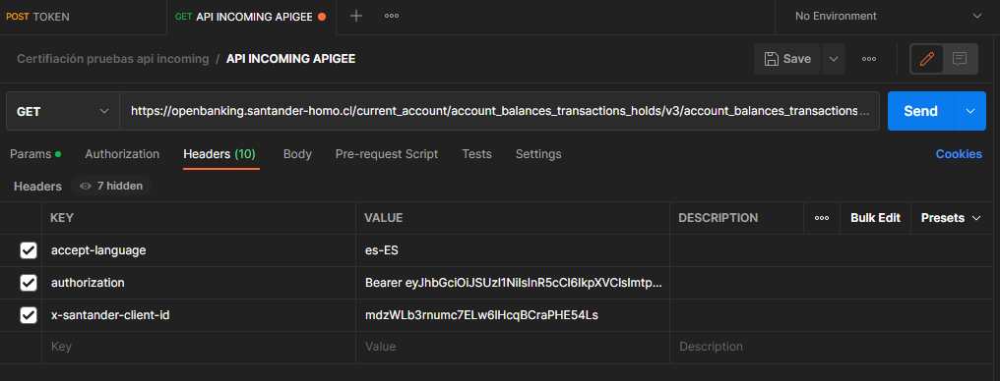 POST TOKEN GET API INCOMING APIGEE No Environment
Certifiación pruebas api incoming / API INCOMING APIGEE Save
GET https://openbanking.santander-homo.cl/current_account/account_balances_transactions_holds/v3/account_balances_transactions... Send
Params Authorization Headers (10) Body Pre-request Script Tests Settings Cookies
Headers 7 hidden
KEY VALUE DESCRIPTION Bulk Edit Presets
accept-language es-ES
authorization Bearer eyJhbGciOiJSUzI1NiIsInR5cCI6IkpXVCIsImtp...
x-santander-client-id mdzWLb3rnumc7ELw6lHcqBCraPHE54Ls
Key Value Description